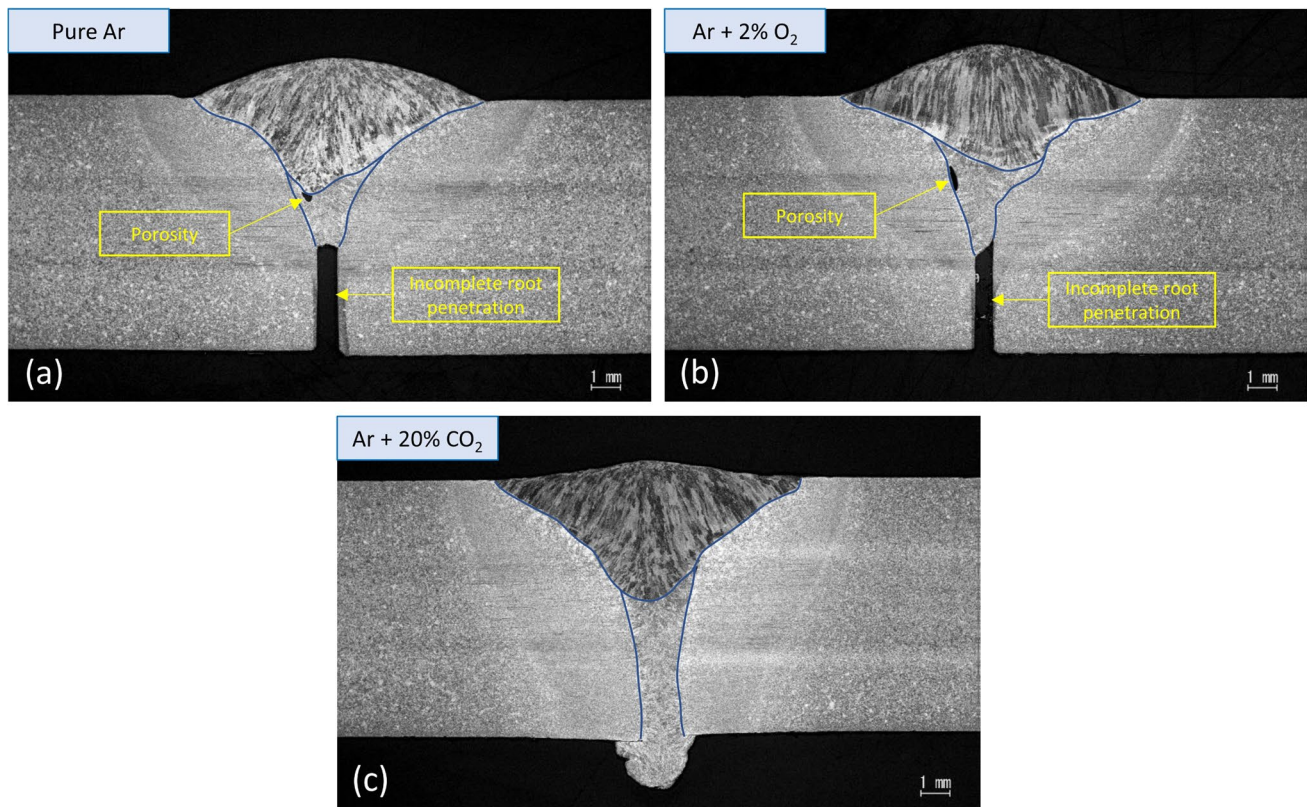 Pure Ar
Porosity
Incomplete root
penetration
(a)
1 mm
Ar + 2% O₂
Porosity
Incomplete root
penetration
(b)
1 mm
Ar + 20% CO₂
(c)
1 mm